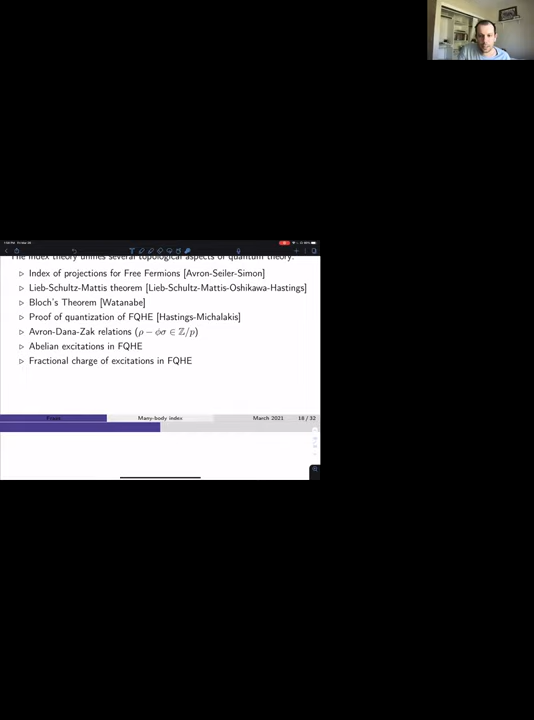 The index theory unifies several topological aspects of quantum theory:
▷ Index of projections for Free Fermions [Avron-Seiler-Simon]
▷ Lieb-Schultz-Mattis theorem [Lieb-Schultz-Mattis-Oshikawa-Hastings]
▷ Bloch's Theorem [Watanabe]
▷ Proof of quantization of FQHE [Hastings-Michalakis]
▷ Avron-Dana-Zak relations (ρ − ϕσ ∈ ℤ/p)
▷ Abelian excitations in FQHE
▷ Fractional charge of excitations in FQHE
Fraas Many-body index March 2021 16 / 32